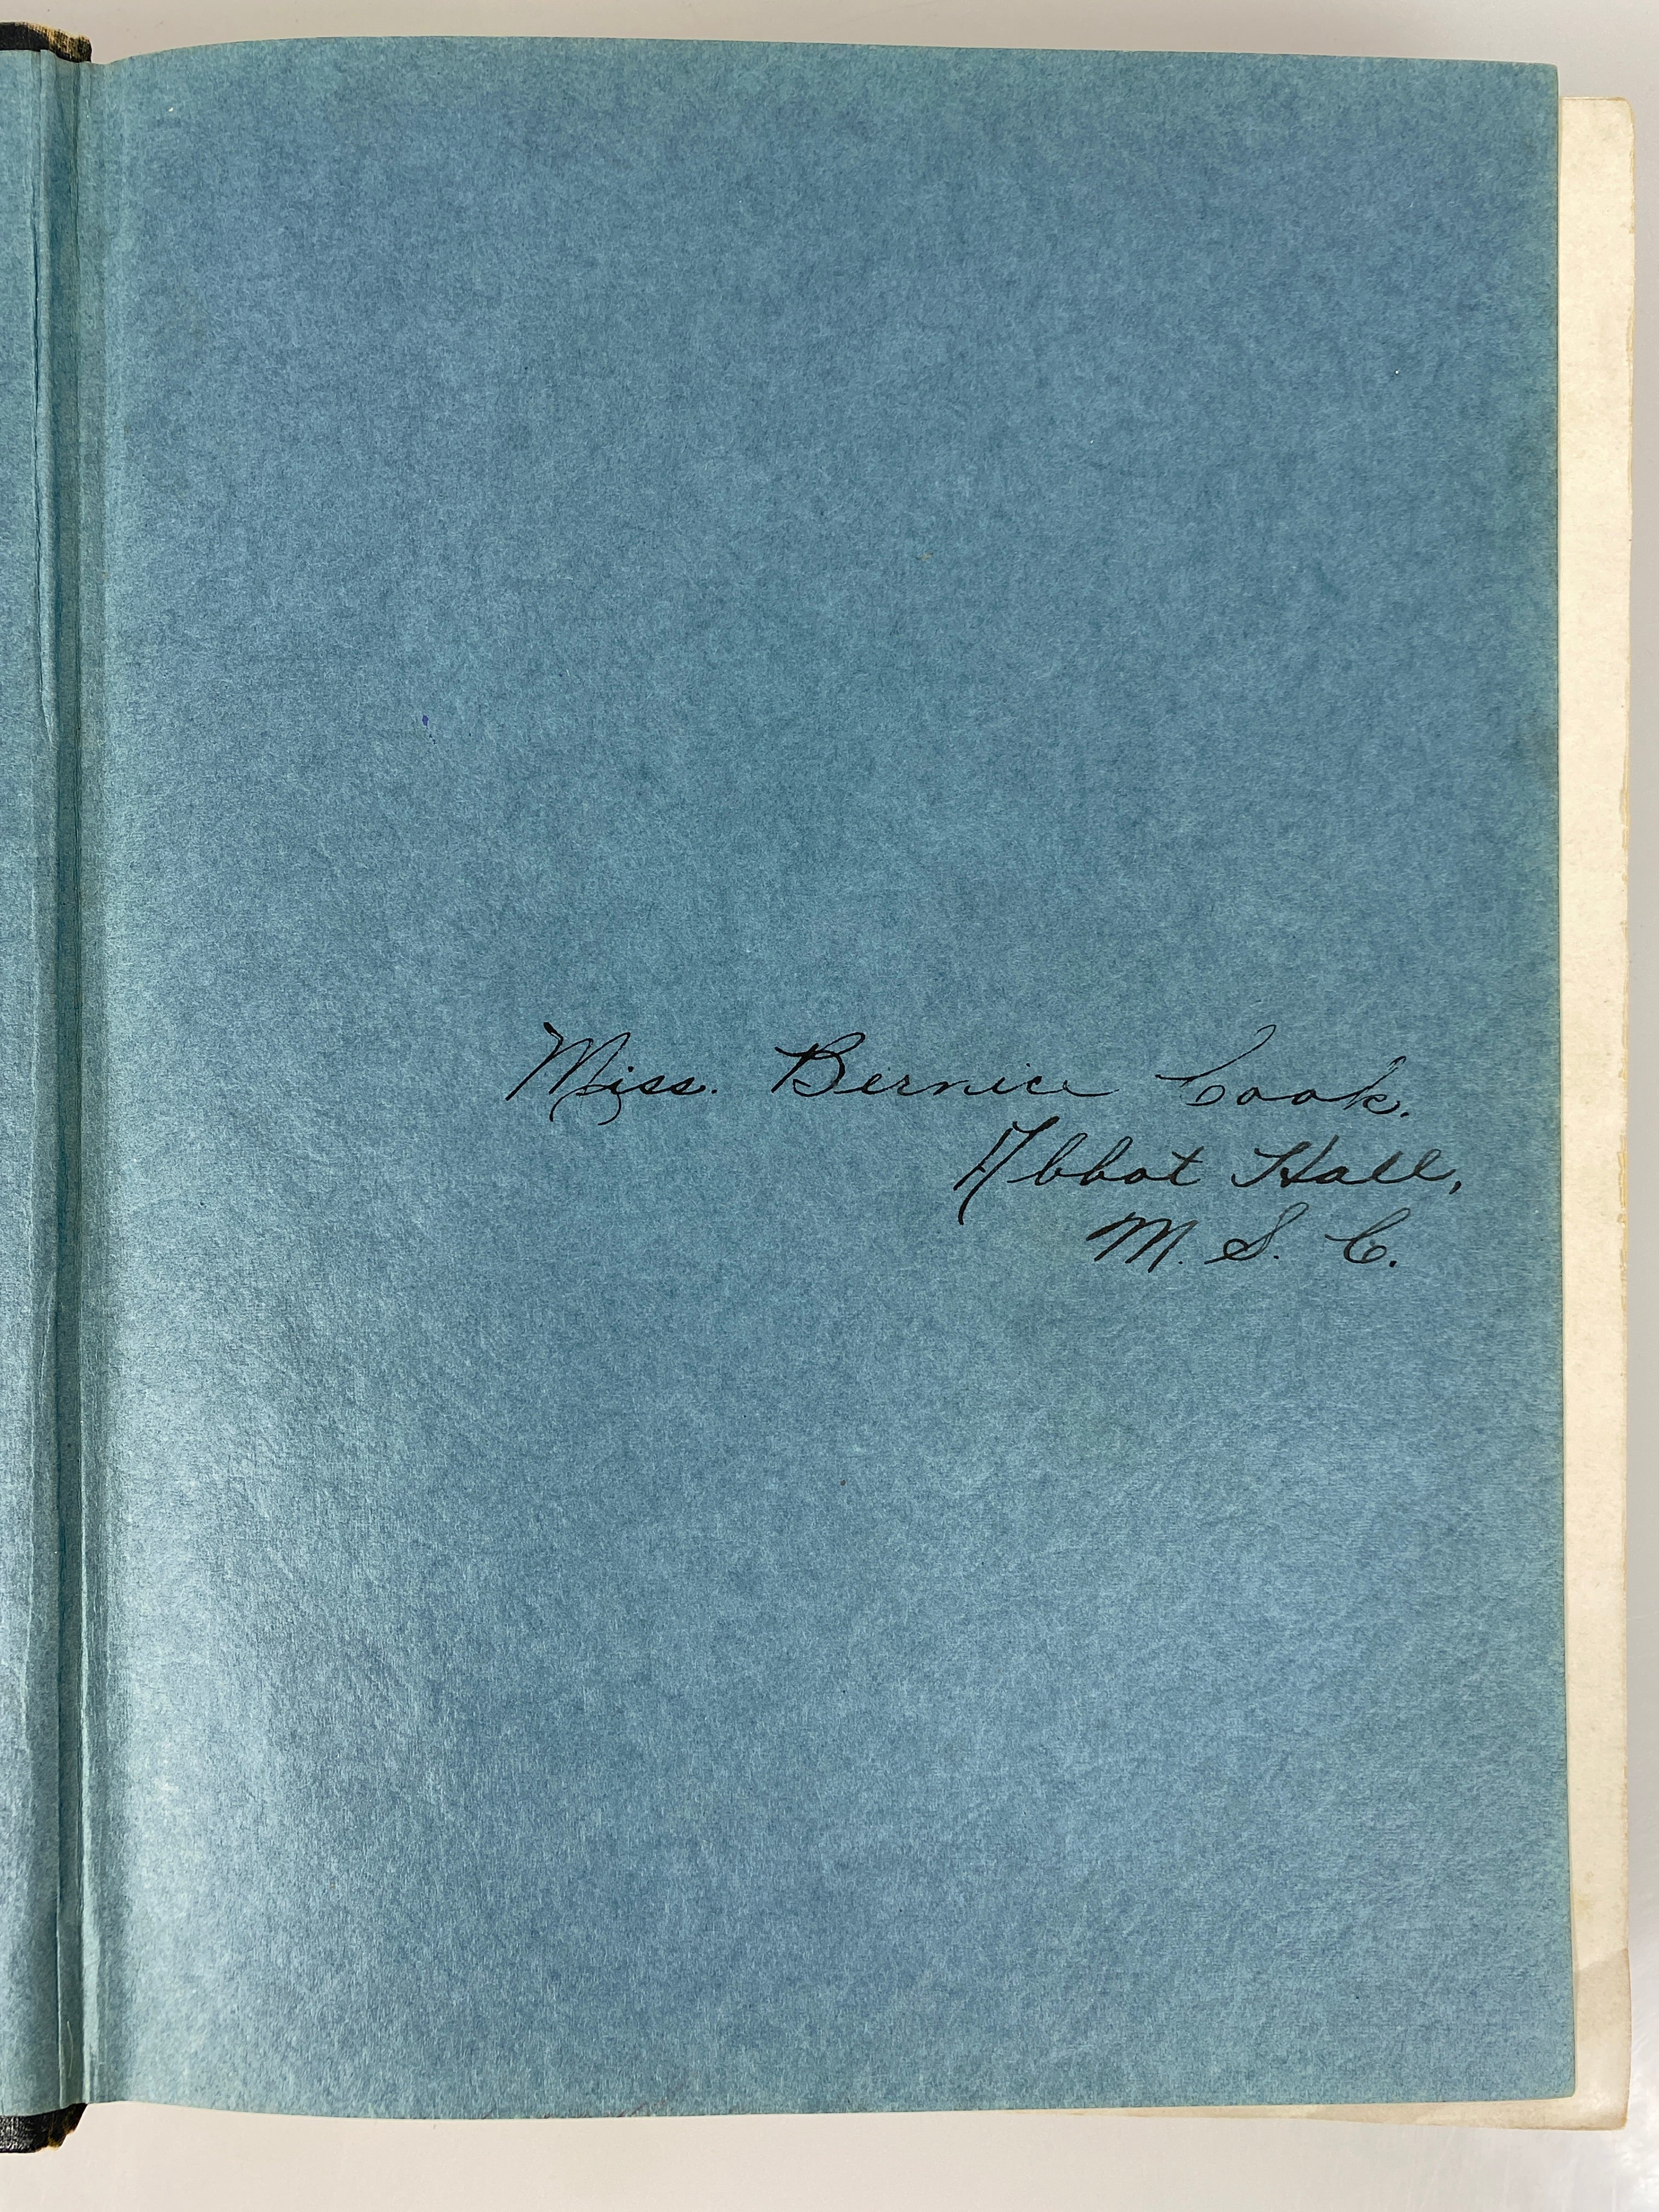 Miss. Bernice Cook.
Abbot Hall,
M. S. C.